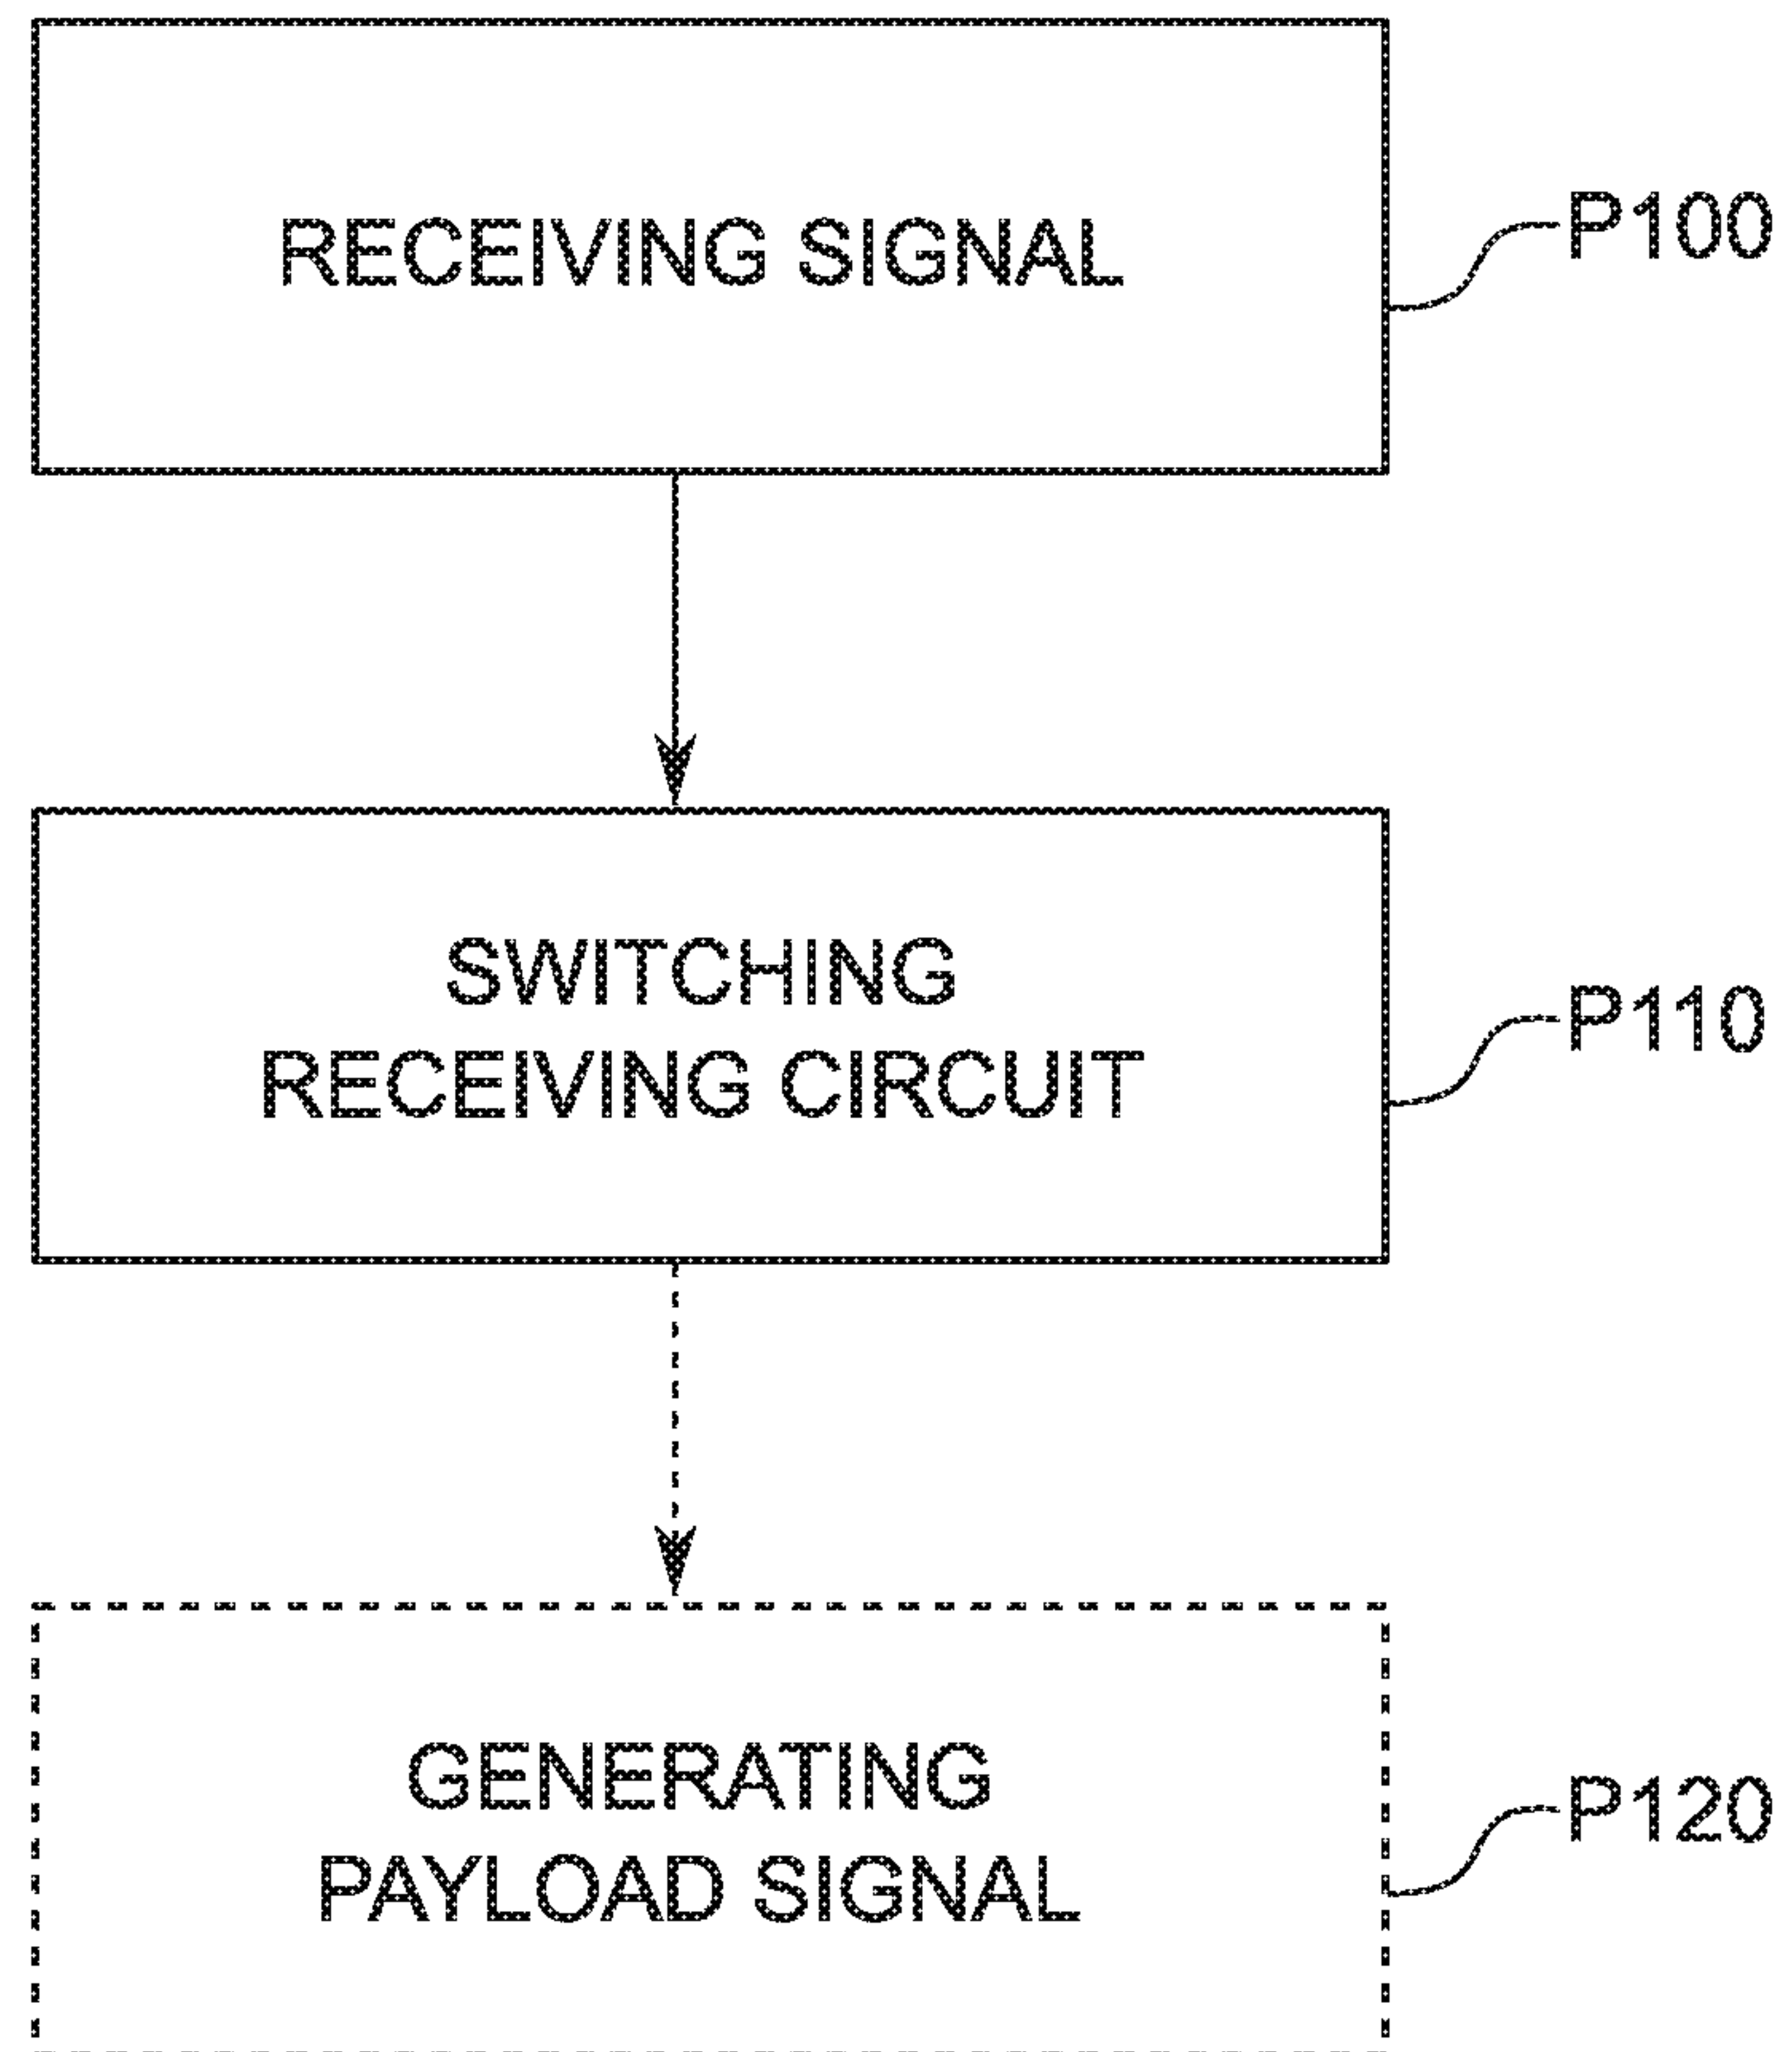 RECEIVING SIGNAL
P100
SWITCHING
RECEIVING CIRCUIT
P110
GENERATING
PAYLOAD SIGNAL
P120